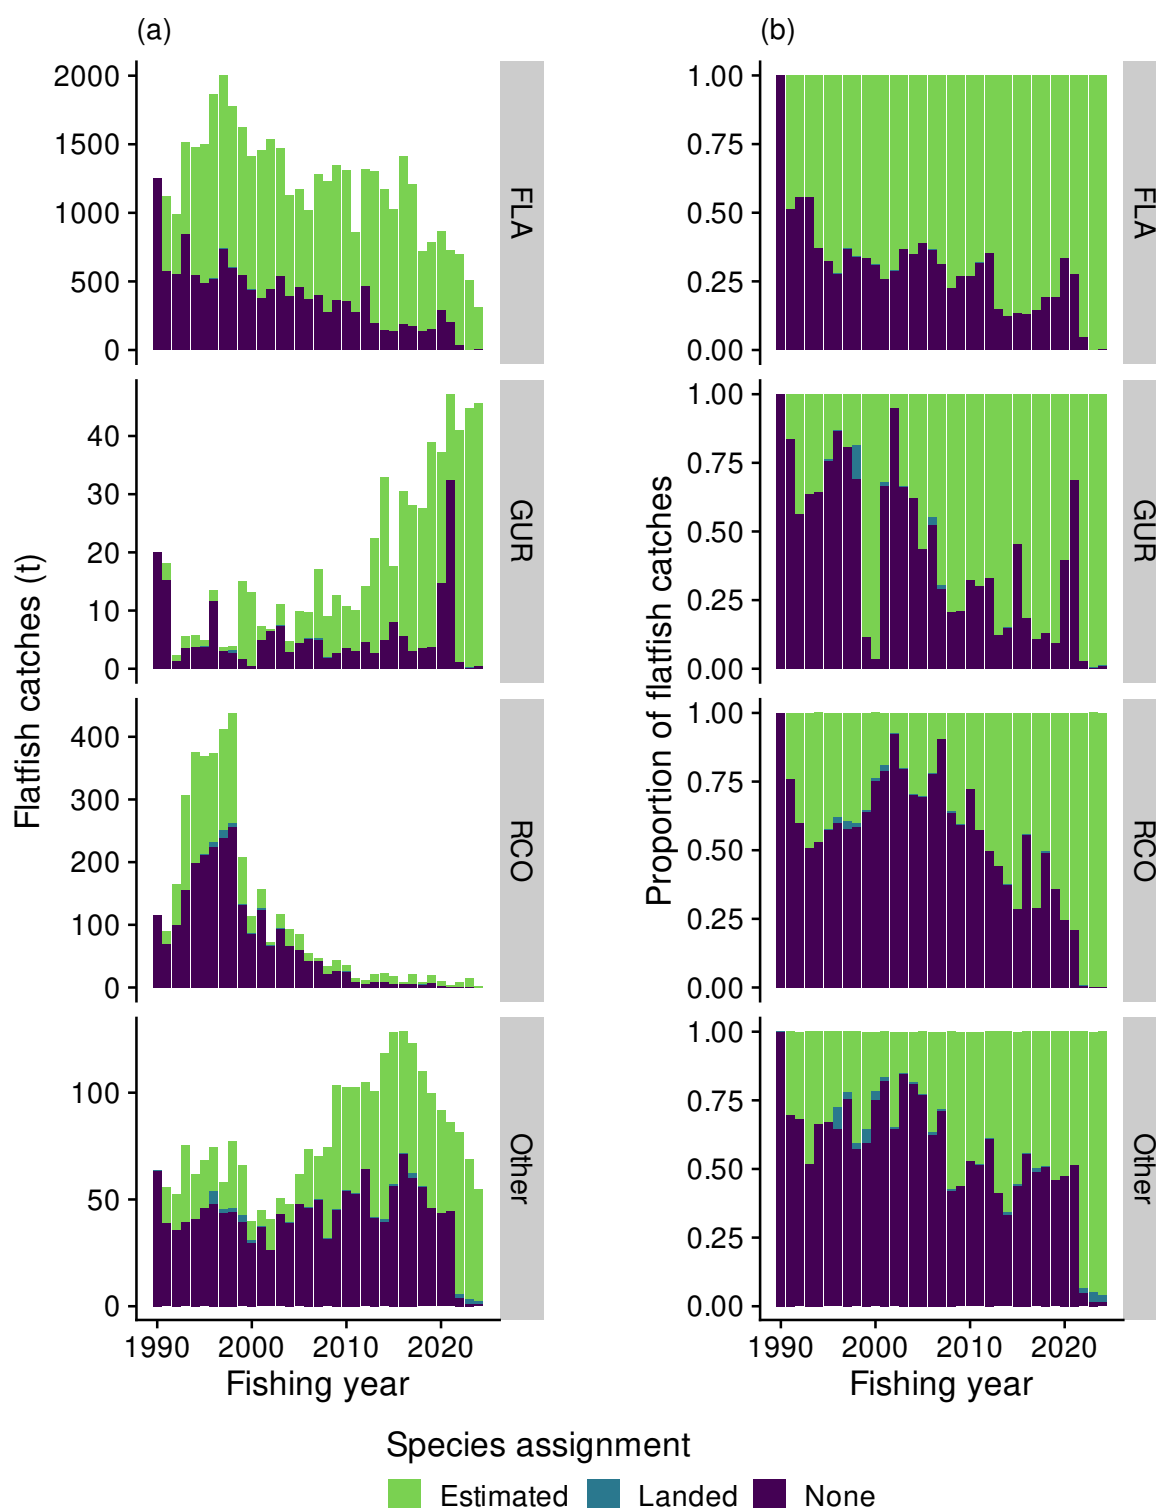 (a)
(b)
Flatfish catches (t)
2000
1500
1000
500
0
FLA
40
30
20
10
0
GUR
400
300
200
100
0
RCO
100
50
0
Other
1990 2000 2010 2020
Fishing year
Proportion of flatfish catches
1.00
0.75
0.50
0.25
0.00
FLA
1.00
0.75
0.50
0.25
0.00
GUR
1.00
0.75
0.50
0.25
0.00
RCO
1.00
0.75
0.50
0.25
0.00
Other
1990 2000 2010 2020
Fishing year
Species assignment
Estimated Landed None